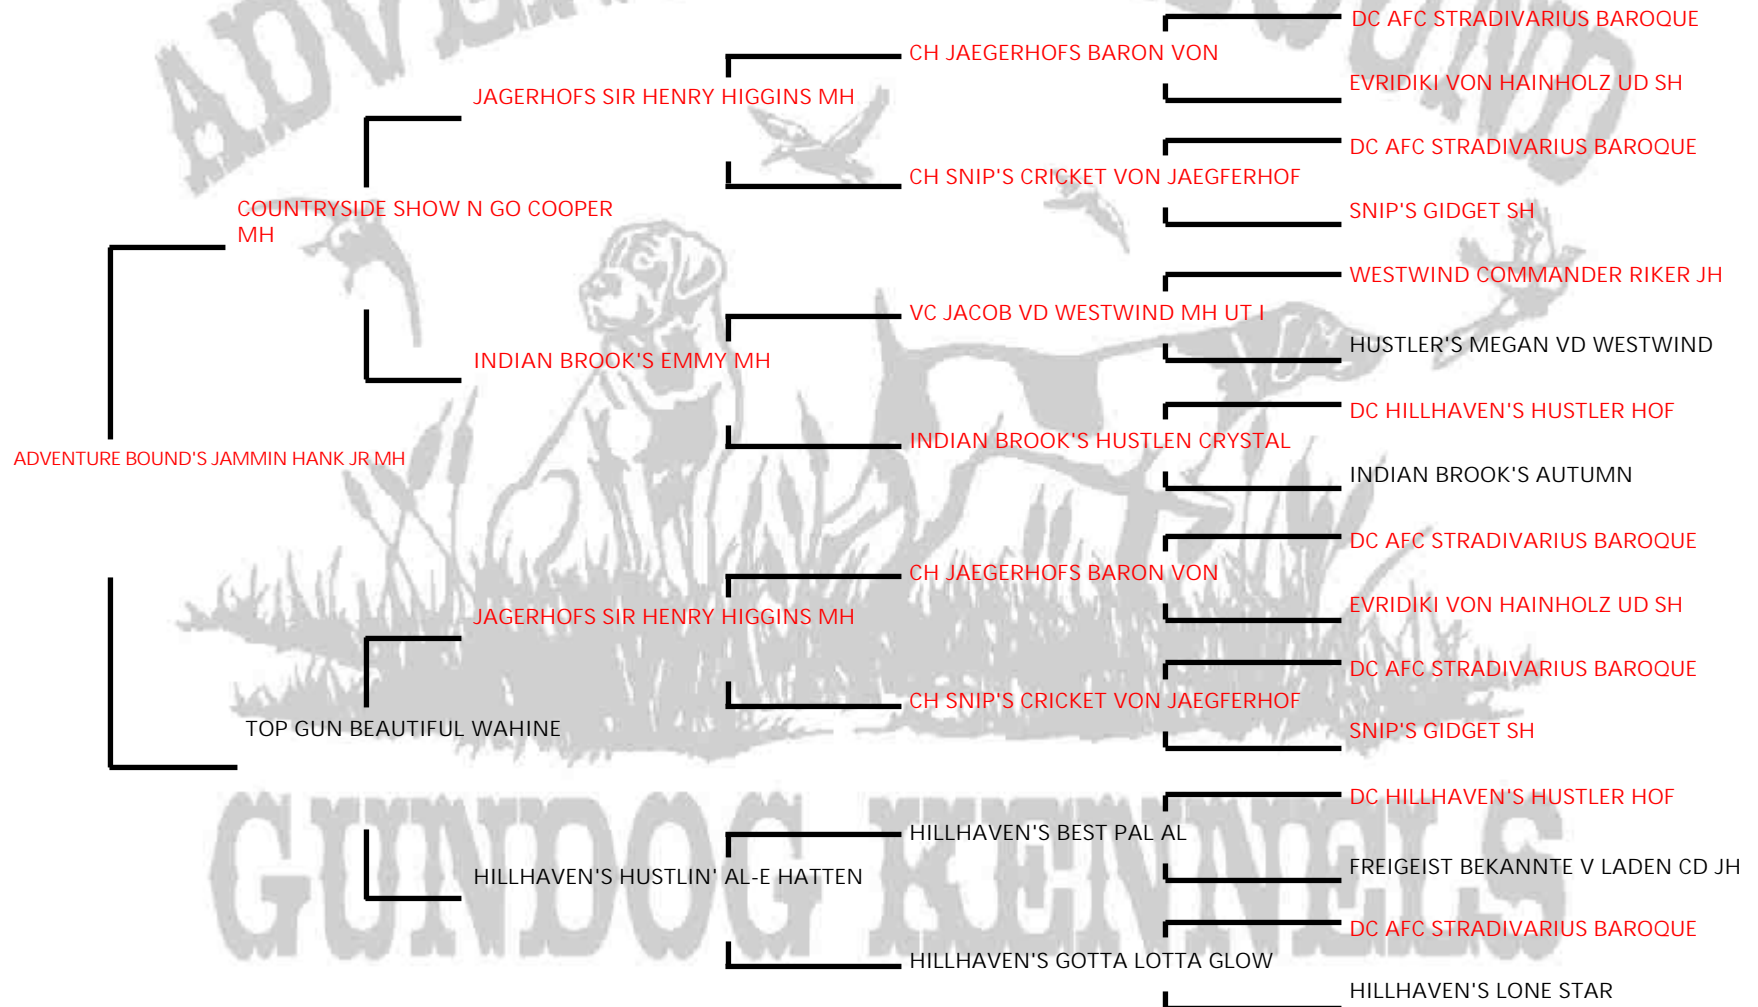 ADVENTURE BOUND
DC AFC STRADIVARIUS BAROQUE
CH JAEGERHOFS BARON VON
EVRIDIKI VON HAINHOLZ UD SH
JAGERHOFS SIR HENRY HIGGINS MH
DC AFC STRADIVARIUS BAROQUE
CH SNIP'S CRICKET VON JAEGFERHOF
SNIP'S GIDGET SH
COUNTRYSIDE SHOW N GO COOPER
MH
WESTWIND COMMANDER RIKER JH
VC JACOB VD WESTWIND MH UT I
HUSTLER'S MEGAN VD WESTWIND
INDIAN BROOK'S EMMY MH
DC HILLHAVEN'S HUSTLER HOF
INDIAN BROOK'S HUSTLEN CRYSTAL
INDIAN BROOK'S AUTUMN
ADVENTURE BOUND'S JAMMIN HANK JR MH
DC AFC STRADIVARIUS BAROQUE
CH JAEGERHOFS BARON VON
EVRIDIKI VON HAINHOLZ UD SH
JAGERHOFS SIR HENRY HIGGINS MH
DC AFC STRADIVARIUS BAROQUE
CH SNIP'S CRICKET VON JAEGFERHOF
SNIP'S GIDGET SH
TOP GUN BEAUTIFUL WAHINE
DC HILLHAVEN'S HUSTLER HOF
HILLHAVEN'S BEST PAL AL
FREIGEIST BEKANNTE V LADEN CD JH
HILLHAVEN'S HUSTLIN' AL-E HATTEN
DC AFC STRADIVARIUS BAROQUE
HILLHAVEN'S GOTTA LOTTA GLOW
HILLHAVEN'S LONE STAR
GUNDOG KENNELS